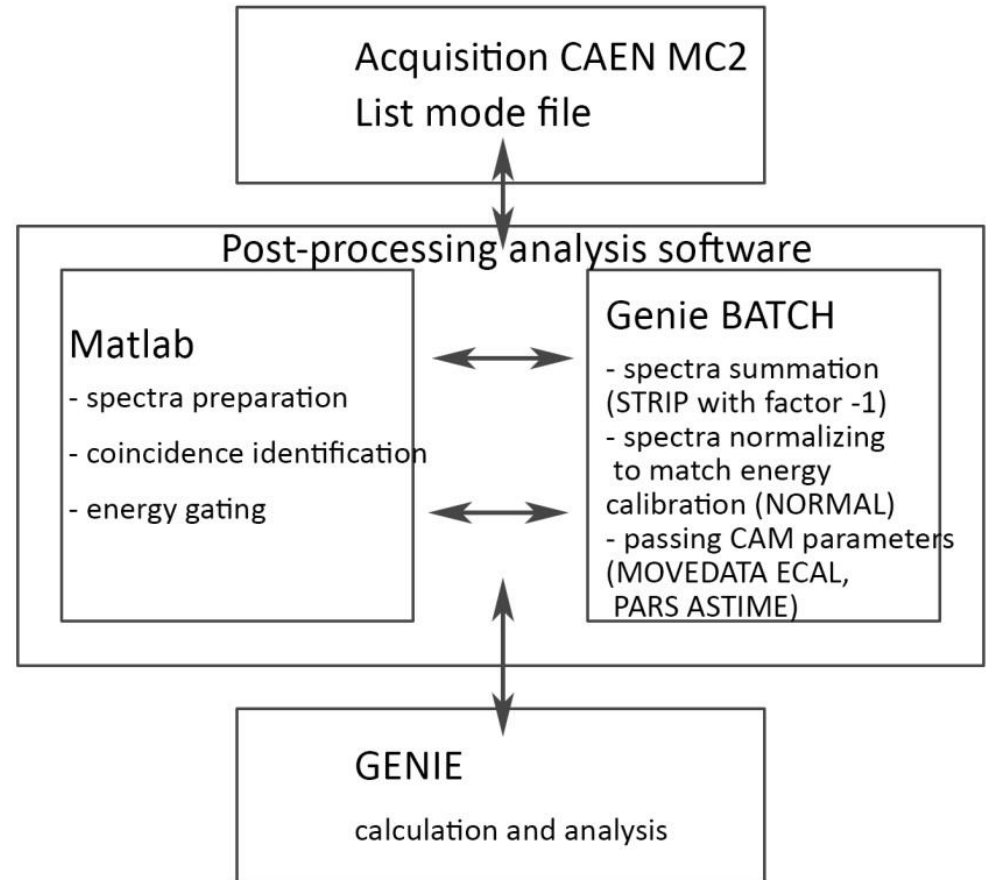 Acquisition CAEN MC2
List mode file
Post-processing analysis software
Matlab
- spectra preparation
- coincidence identification
- energy gating
Genie BATCH
- spectra summation
(STRIP with factor -1)
- spectra normalizing
to match energy
calibration (NORMAL)
- passing CAM parameters
(MOVEDATA ECAL,
PARS ASTIME)
GENIE
calculation and analysis